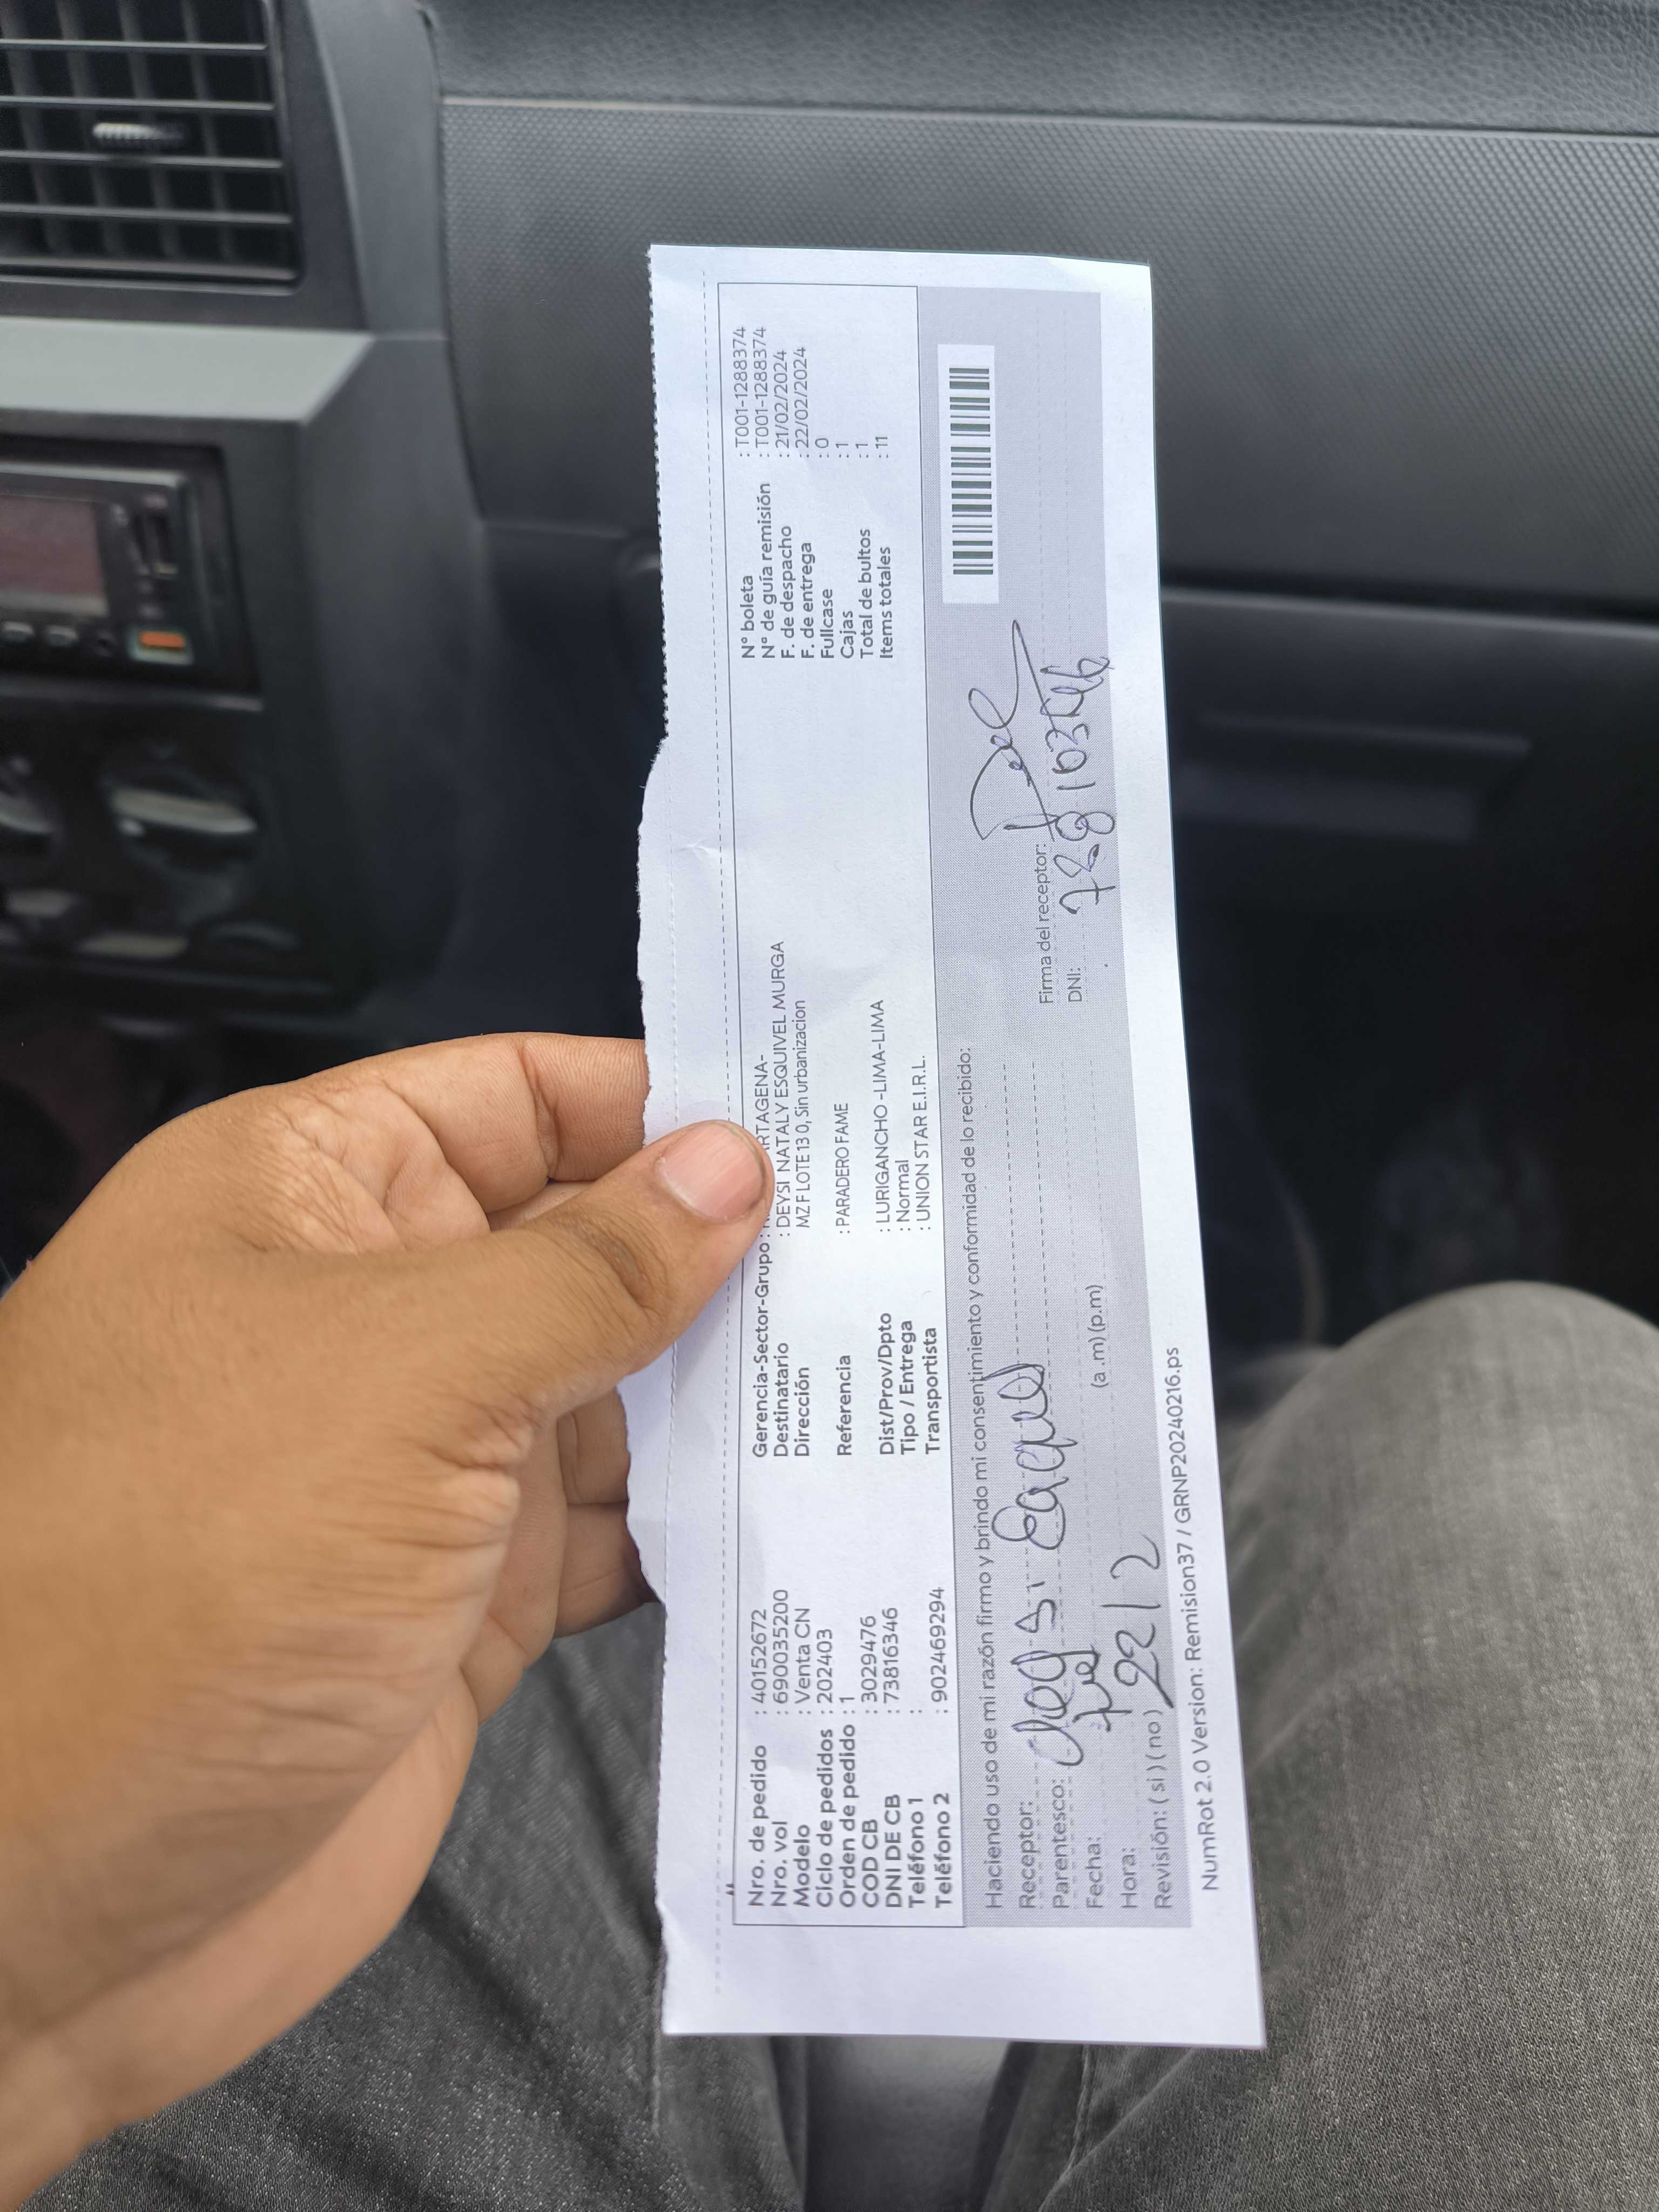 Nro. de pedido : 40152672
Nro. vol : 690035200
Modelo : Venta CN
Ciclo de pedidos : 202403
Orden de pedido : 1
COD CB : 3029476
DNI DE CB : 73816346
Teléfono 1 :
Teléfono 2 : 902469294
Gerencia-Sector-Grupo : RTAGENA-
Destinatario : DEYSI NATALY ESQUIVEL MURGA
Dirección MZ F LOTE 13 0, Sin urbanizacion
Referencia : PARADERO FAME
Dist/Prov/Dpto : LURIGANCHO -LIMA-LIMA
Tipo / Entrega : Normal
Transportista : UNION STAR E.I.R.L.
N° boleta : T001-1288374
N° de guía remisión : T001-1288374
F. de despacho : 21/02/2024
F. de entrega : 22/02/2024
Fullcase : 0
Cajas : 1
Total de bultos : 1
Items totales : 11
Haciendo uso de mi razón firmo y brindo mi consentimiento y conformidad de lo recibido:
Receptor:
Parentesco:
Fecha:
Hora: 22/2 (a .m) (p.m)
Revisión: ( si ) ( no )
Firma del receptor:
DNI:
NumRot 2.0 Version: Remision37 / GRNP20240216.ps